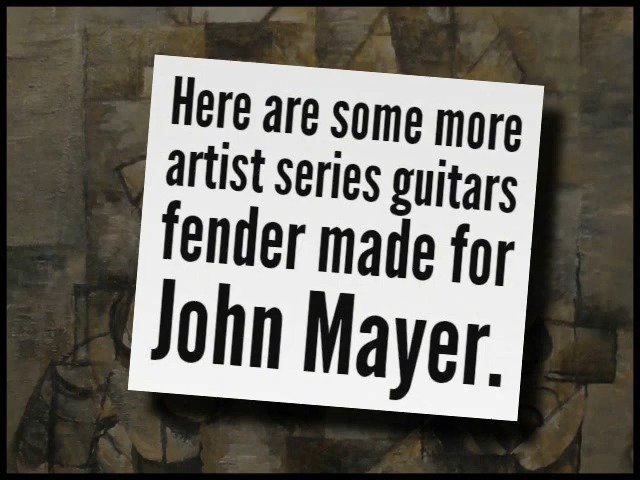 Here are some more
artist series guitars
fender made for
John Mayer.